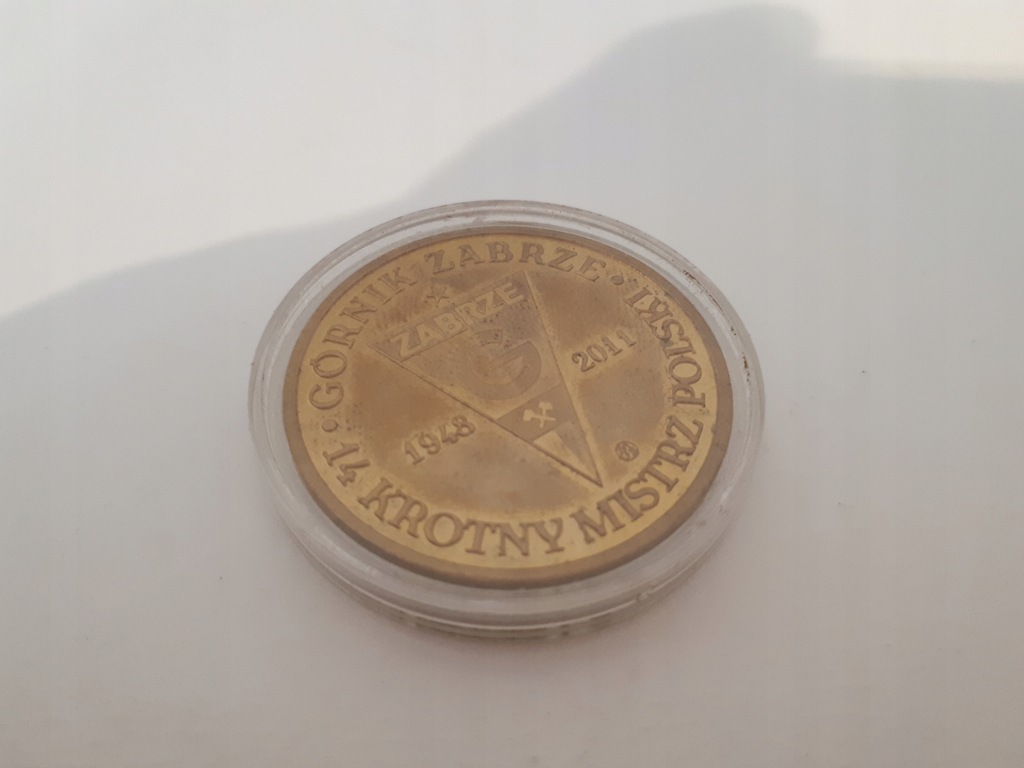 GÓRNIK ZABRZE
14 KROTNY MISTRZ POLSKI
ZABRZE
G
1948
2011